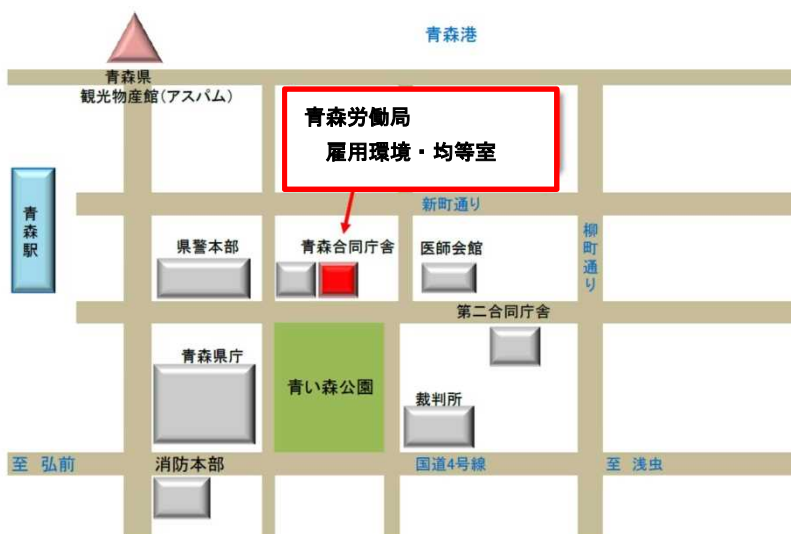 青森港
青森県
観光物産館(アスパム)
青森労働局
雇用環境・均等室
新町通り
青森駅
柳町通り
県警本部
青森合同庁舎
医師会館
第二合同庁舎
青森県庁
青い森公園
裁判所
至 弘前
消防本部
国道4号線
至 浅虫